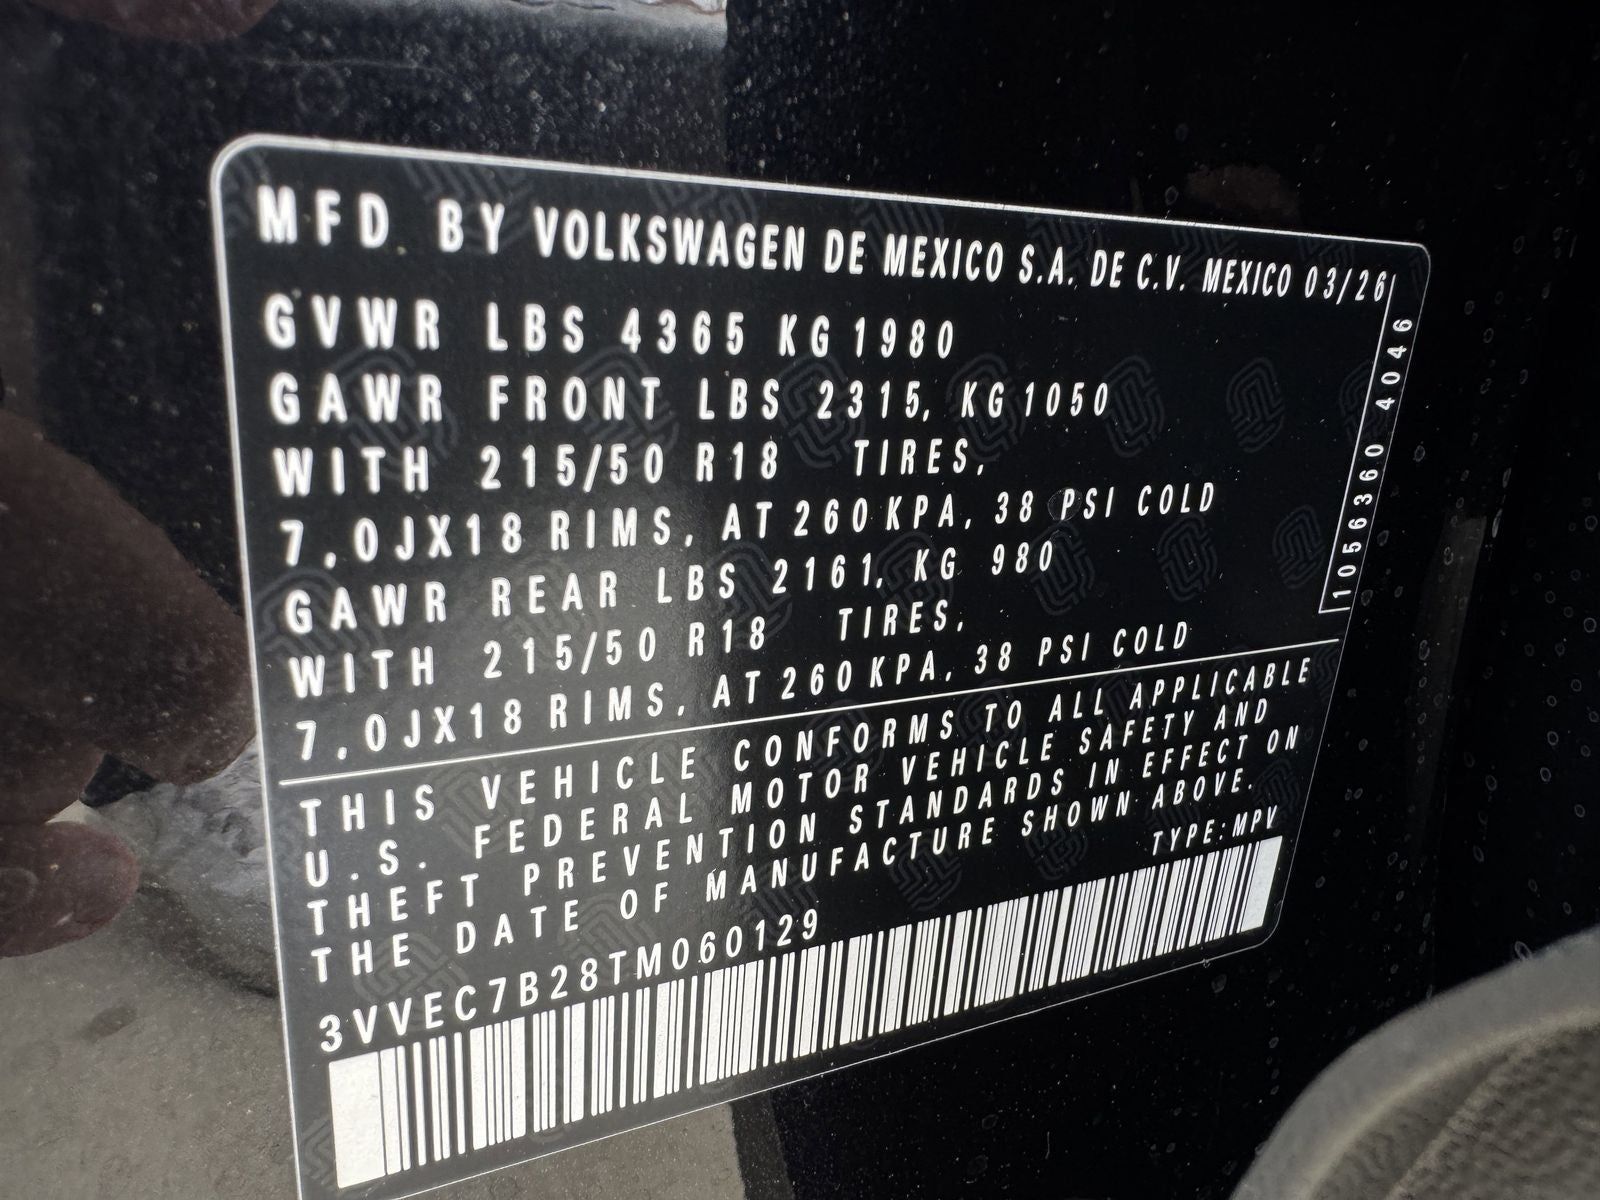 MFD BY VOLKSWAGEN DE MEXICO S.A. DE C.V. MEXICO 03/26
GVWR LBS 4365 KG 1980
GAWR FRONT LBS 2315, KG 1050
WITH 215/50 R18 TIRES,
7,0JX18 RIMS, AT 260 KPA, 38 PSI COLD
GAWR REAR LBS 2161, KG 980
WITH 215/50 R18 TIRES,
7,0JX18 RIMS, AT 260 KPA, 38 PSI COLD
1056360 4046
THIS VEHICLE CONFORMS TO ALL APPLICABLE
U.S. FEDERAL MOTOR VEHICLE SAFETY AND
THEFT PREVENTION STANDARDS IN EFFECT ON
THE DATE OF MANUFACTURE SHOWN ABOVE.
TYPE:MPV
3VVEC7B28TM060129